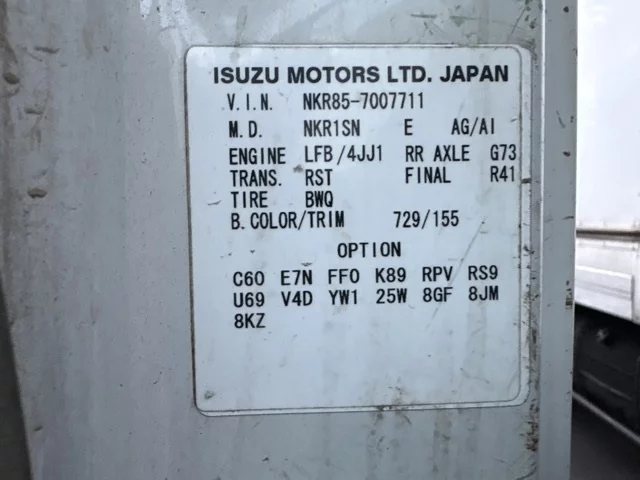 ISUZU MOTORS LTD. JAPAN
V.I.N. NKR85-7007711
M.D. NKR1SN E AG/AI
ENGINE LFB/4JJ1 RR AXLE G73
TRANS. RST FINAL R41
TIRE BWQ
B.COLOR/TRIM 729/155
OPTION
C60 E7N FF0 K89 RPV RS9
U69 V4D YW1 25W 8GF 8JM
8KZ